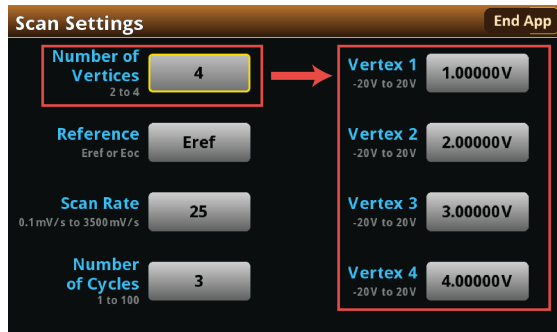 Scan Settings
End App
Number of
Vertices
2 to 4
4
Reference
Eref or Eoc
Eref
Scan Rate
0.1mV/s to 3500mV/s
25
Number
of Cycles
1 to 100
3
Vertex 1
-20V to 20V
1.00000V
Vertex 2
-20V to 20V
2.00000V
Vertex 3
-20V to 20V
3.00000V
Vertex 4
-20V to 20V
4.00000V